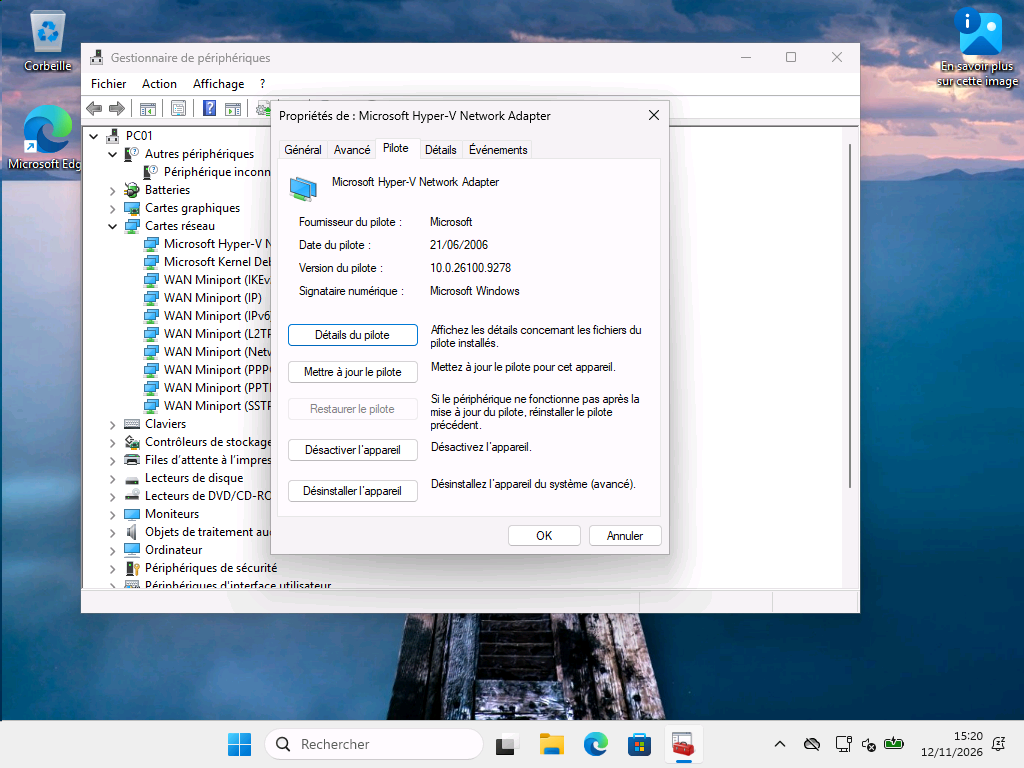 Corbeille
Microsoft Edg
En savoir plus
sur cette image
Gestionnaire de périphériques
Fichier Action Affichage ?
PC01
Autres périphériques
Périphérique inconn
Batteries
Cartes graphiques
Cartes réseau
Microsoft Hyper-V N
Microsoft Kernel Deb
WAN Miniport (IKEv
WAN Miniport (IP)
WAN Miniport (IPv6
WAN Miniport (L2TP
WAN Miniport (Netw
WAN Miniport (PPPO
WAN Miniport (PPTP
WAN Miniport (SSTP
Claviers
Contrôleurs de stockage
Files d'attente à l'impres
Lecteurs de disque
Lecteurs de DVD/CD-RO
Moniteurs
Objets de traitement au
Ordinateur
Périphériques de sécurité
Périphériques d'interface utilisateur
Propriétés de : Microsoft Hyper-V Network Adapter
Général Avancé Pilote Détails Événements
Microsoft Hyper-V Network Adapter
Fournisseur du pilote : Microsoft
Date du pilote : 21/06/2006
Version du pilote : 10.0.26100.9278
Signataire numérique : Microsoft Windows
Détails du pilote
Affichez les détails concernant les fichiers du
pilote installés.
Mettre à jour le pilote
Mettez à jour le pilote pour cet appareil.
Restaurer le pilote
Si le périphérique ne fonctionne pas après la
mise à jour du pilote, réinstaller le pilote
précédent.
Désactiver l'appareil
Désactivez l'appareil.
Désinstaller l'appareil
Désinstallez l'appareil du système (avancé).
OK Annuler
Rechercher
15:20
12/11/2026